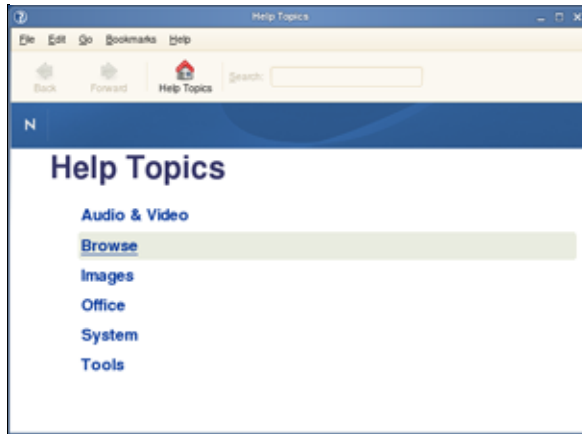 Help Topics
File Edit Go Bookmarks Help
Back Forward Help Topics Search:
N
Help Topics
Audio & Video
Browse
Images
Office
System
Tools